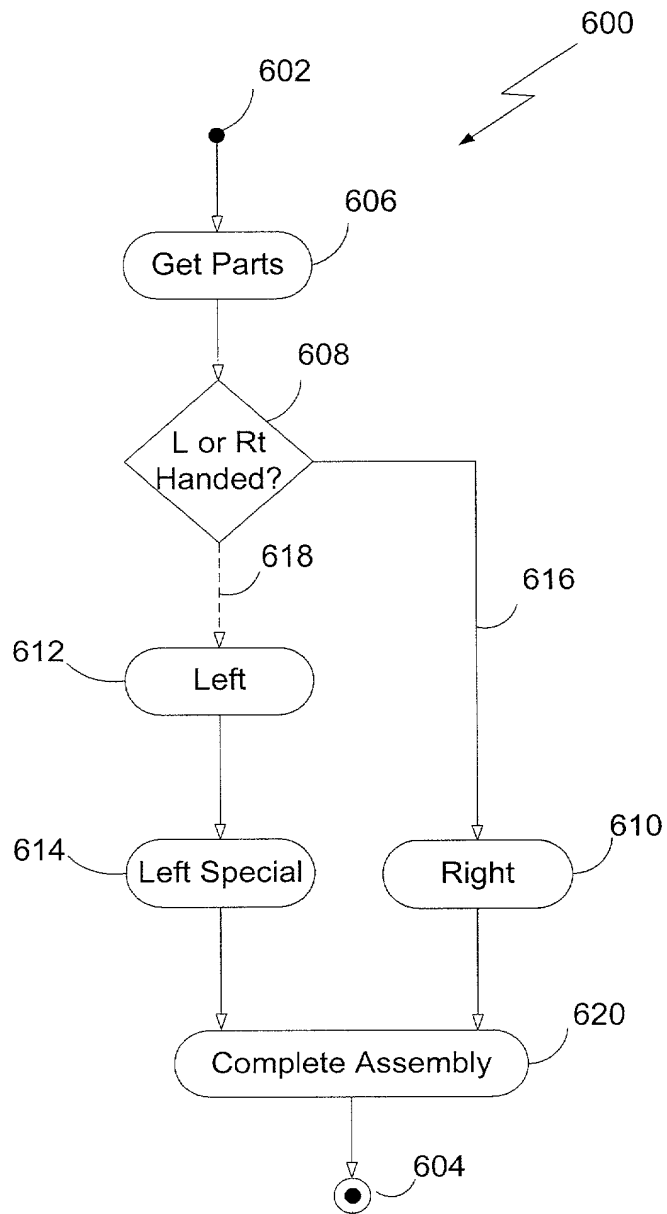 600
602
606
Get Parts
608
L or Rt
Handed?
618
616
612
Left
614
Left Special
610
Right
620
Complete Assembly
604